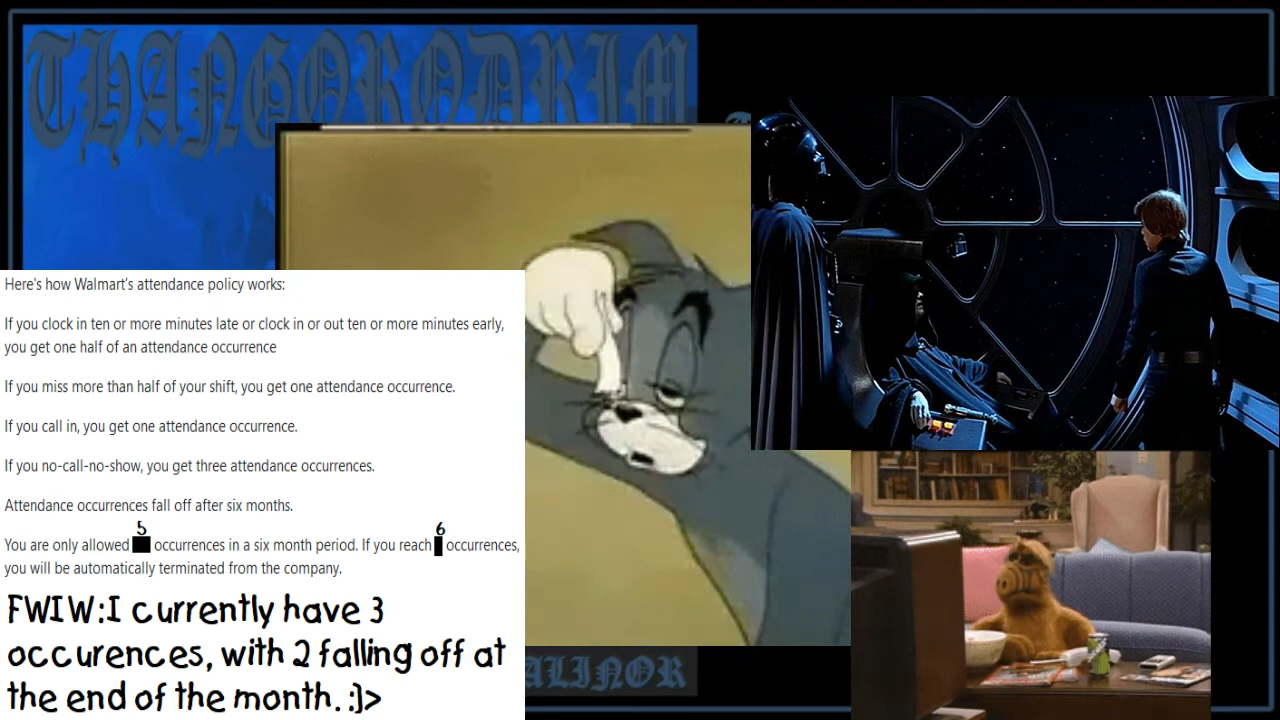 THANGORODRIM
Here's how Walmart's attendance policy works:
If you clock in ten or more minutes late or clock in or out ten or more minutes early,
you get one half of an attendance occurrence
If you miss more than half of your shift, you get one attendance occurrence.
If you call in, you get one attendance occurrence.
If you no-call-no-show, you get three attendance occurrences.
Attendance occurrences fall off after six months.
5 6
You are only allowed occurrences in a six month period. If you reach occurrences,
you will be automatically terminated from the company.
FWIW:I currently have 3
occurences, with 2 falling off at
the end of the month. :]>
ALINOR